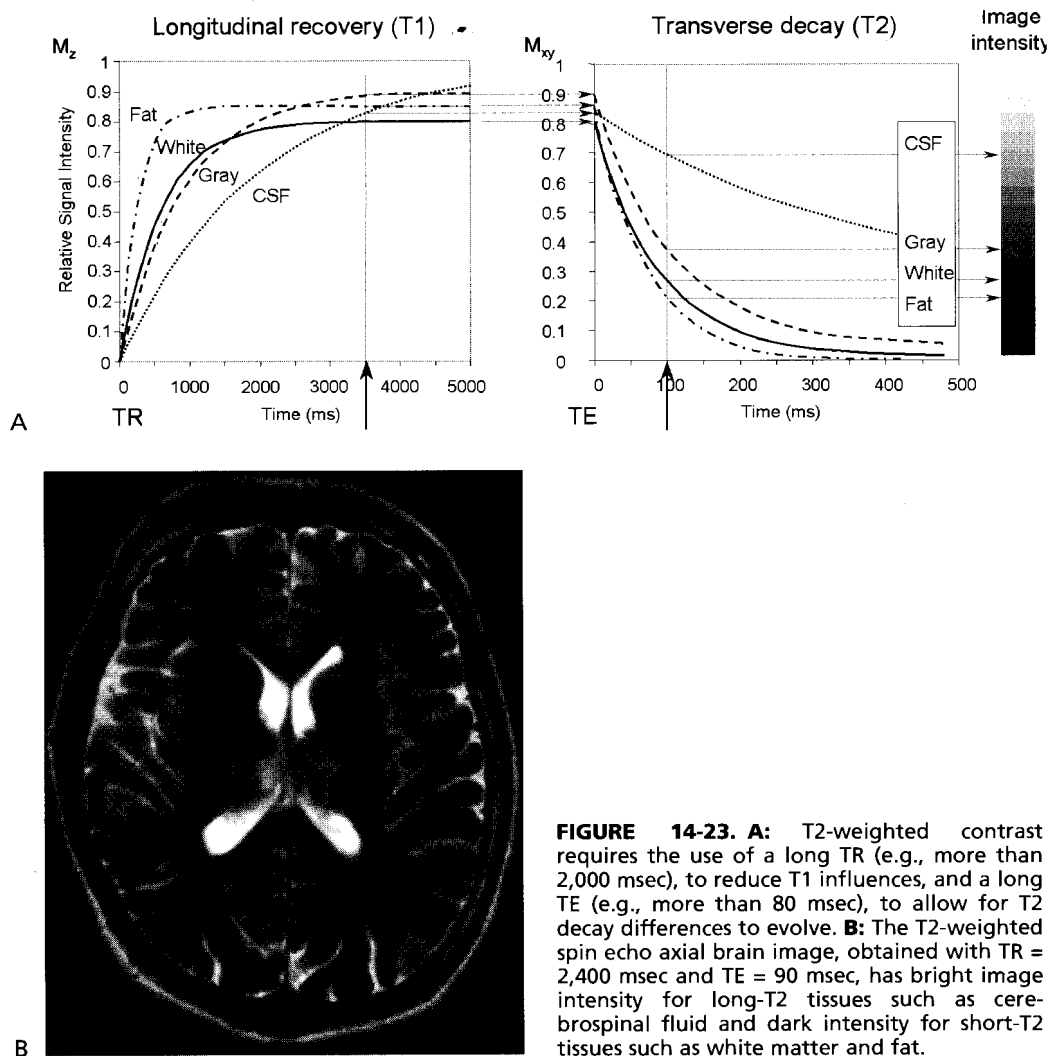 Longitudinal recovery (T1)
Transverse decay (T2)
Image
intensity
Mz
Mxy
Relative Signal Intensity
1
0.9
0.8
0.7
0.6
0.5
0.4
0.3
0.2
0.1
0
Fat
White
Gray
CSF
0 1000 2000 3000 4000 5000
TR
Time (ms)
1
0.9
0.8
0.7
0.6
0.5
0.4
0.3
0.2
0.1
0
CSF
Gray
White
Fat
0 100 200 300 400 500
TE
Time (ms)
A
B
FIGURE 14-23. A: T2-weighted contrast
requires the use of a long TR (e.g., more than
2,000 msec), to reduce T1 influences, and a long
TE (e.g., more than 80 msec), to allow for T2
decay differences to evolve. B: The T2-weighted
spin echo axial brain image, obtained with TR =
2,400 msec and TE = 90 msec, has bright image
intensity for long-T2 tissues such as cere-
brospinal fluid and dark intensity for short-T2
tissues such as white matter and fat.